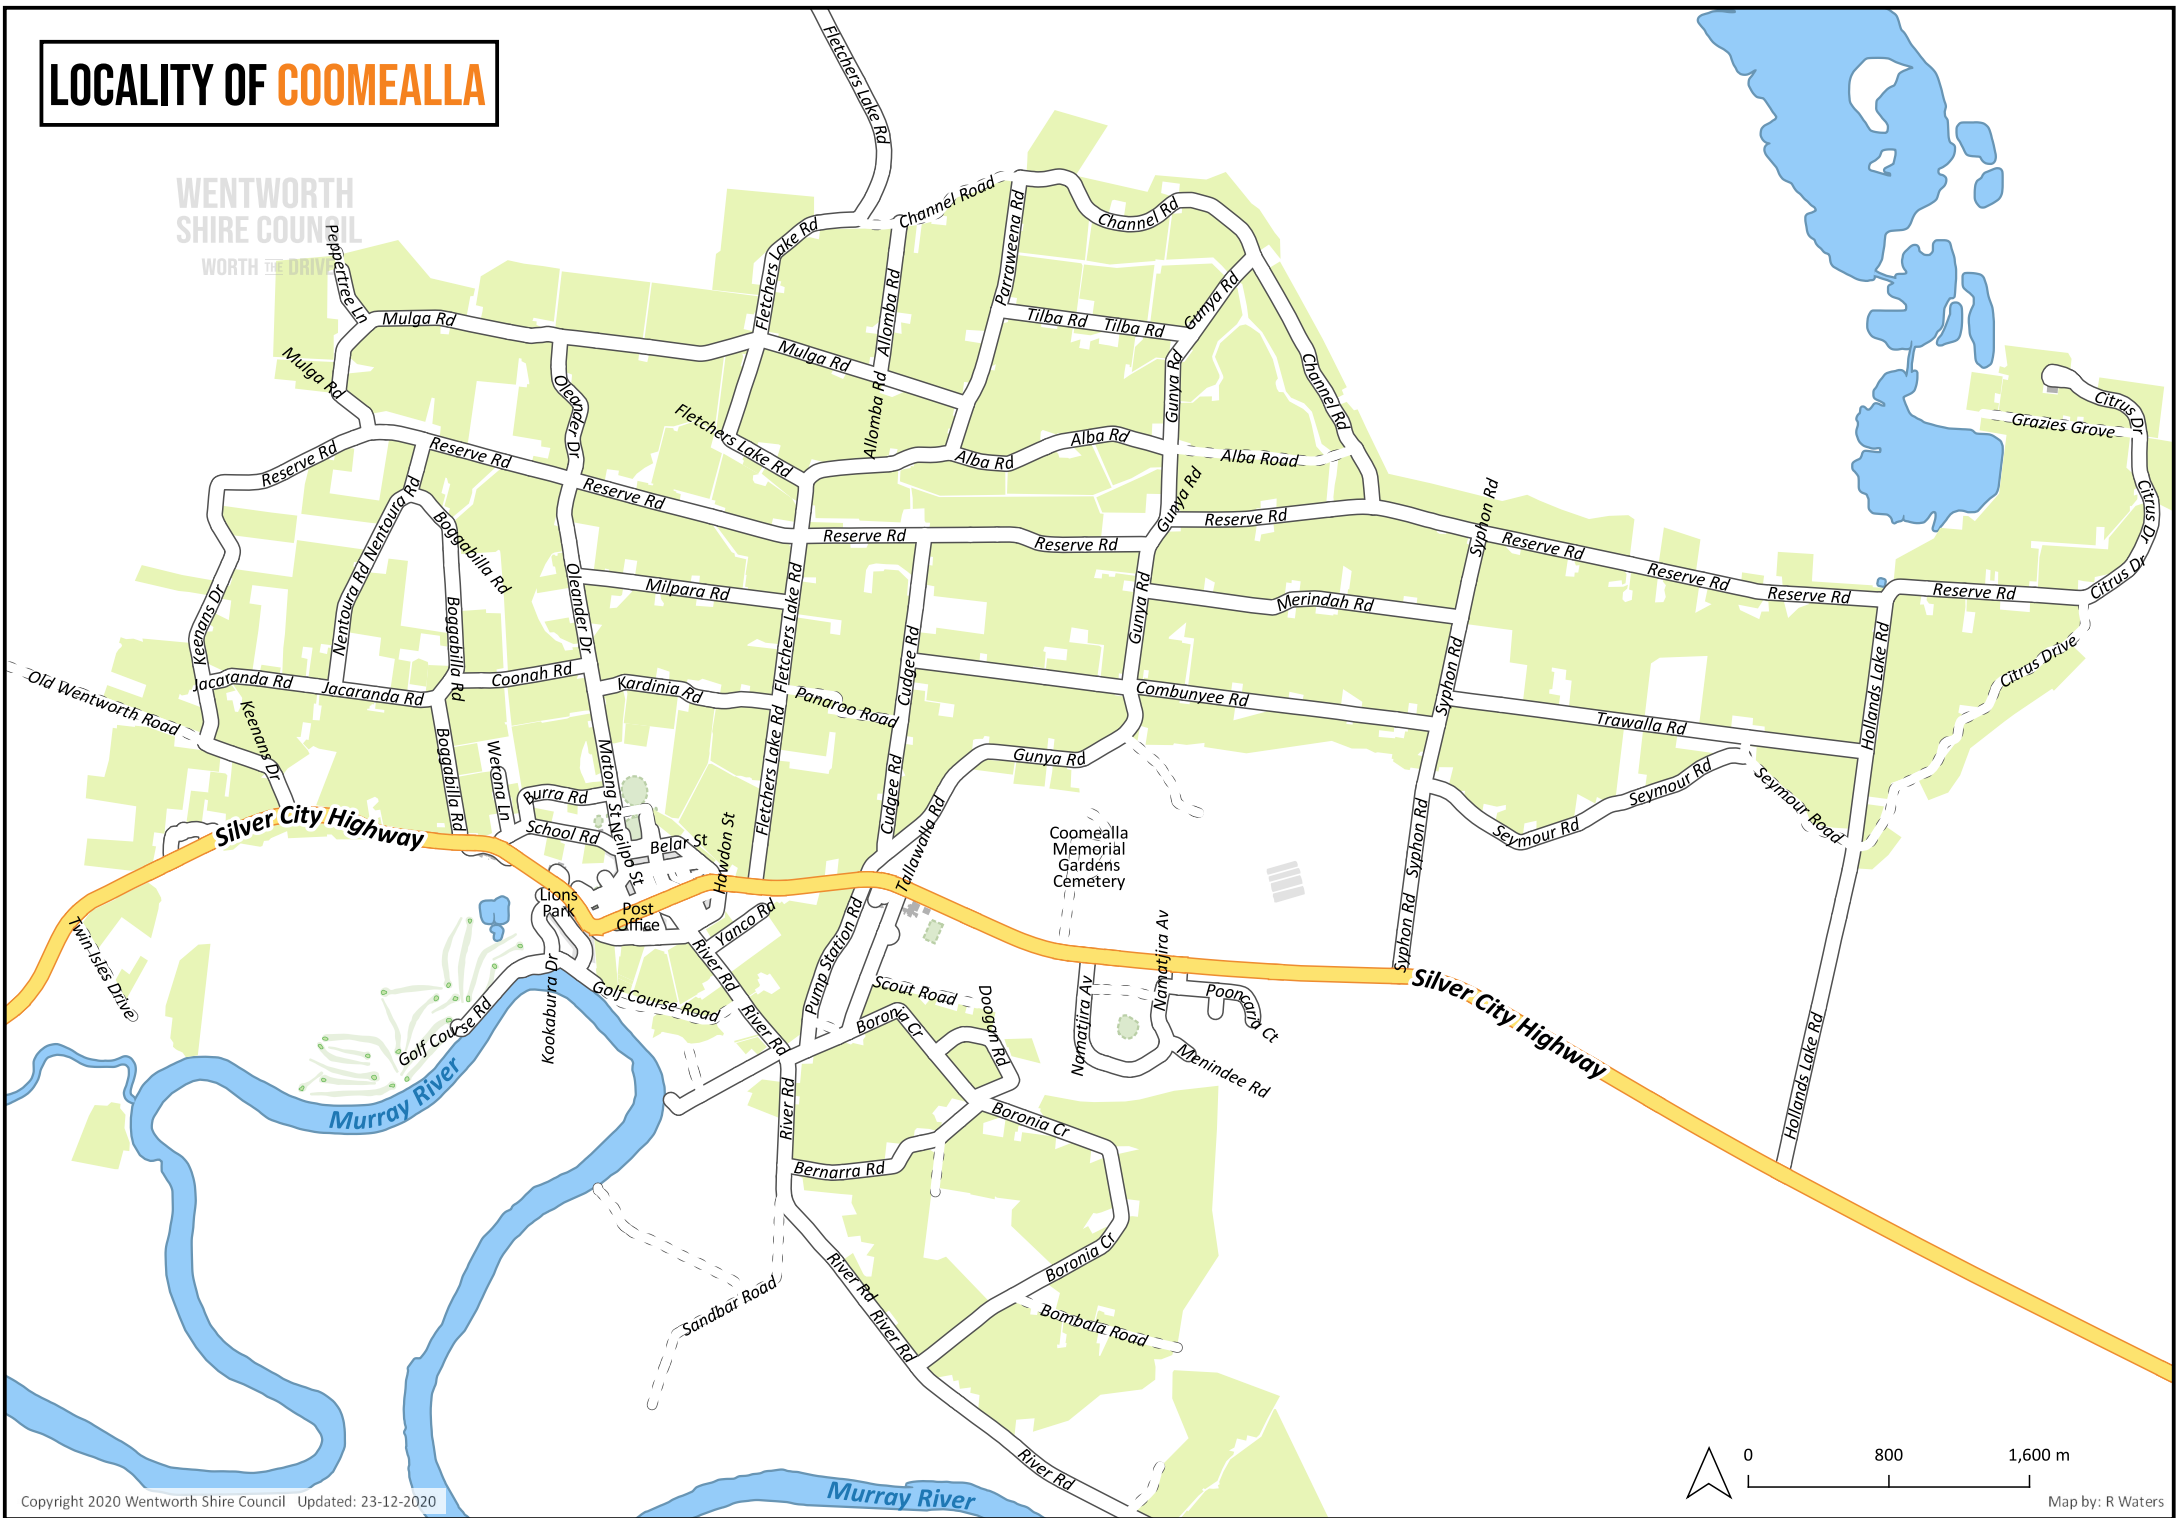 LOCALITY OF COOMEALLA
WENTWORTH
SHIRE COUNCIL
WORTH THE DRIVE
Fletchers Lake Rd
Channel Road
Channel Rd
Parraweena Rd
Fletchers Lake Rd
Allomba Rd
Peppertree Ln
Mulga Rd
Mulga Rd
Mulga Rd
Tilba Rd
Tilba Rd
Gunya Rd
Gunya Rd
Channel Rd
Oleander Dr
Allomba Rd
Fletchers Lake Rd
Citrus Dr
Grazies Grove
Citrus Dr
Citrus Dr
Reserve Rd
Reserve Rd
Reserve Rd
Alba Rd
Alba Rd
Alba Road
Gunya Rd
Syphon Rd
Nentoura Rd
Nentoura Rd
Boggabilla Rd
Boggabilla Rd
Reserve Rd
Reserve Rd
Reserve Rd
Reserve Rd
Reserve Rd
Reserve Rd
Reserve Rd
Keenans Dr
Oleander Dr
Milpara Rd
Fletchers Lake Rd
Cudgee Rd
Gunya Rd
Merindah Rd
Syphon Rd
Hollands Lake Rd
Citrus Drive
Old Wentworth Road
Jacaranda Rd
Jacaranda Rd
Keenans Dr
Coonah Rd
Kardinia Rd
Panaroo Road
Combunyee Rd
Trawalla Rd
Boggabilla Rd
Werona Ln
Matong St
Fletchers Lake Rd
Cudgee Rd
Gunya Rd
Burra Rd
School Rd
Neilpo St
Belar St
Hawdon St
Tallawalla Rd
Silver City Highway
Coomealla
Memorial
Gardens
Cemetery
Syphon Rd
Syphon Rd
Seymour Rd
Seymour Rd
Seymour Road
Lions
Park
Post
Office
Yanco Rd
Twin-Isles Drive
River Rd
Pump Station Rd
Golf Course Rd
Kookaburra Dr
Golf Course Road
River Rd
Scout Road
Boronia Cr
Doogan Rd
Namatjira Av
Namatjira Av
Pooncaria Ct
Menindee Rd
Silver City Highway
Hollands Lake Rd
Murray River
River Rd
Boronia Cr
Bernarra Rd
Boronia Cr
Sandbar Road
River Rd
River Rd
Bombala Road
River Rd
Murray River
0 800 1,600 m
Copyright 2020 Wentworth Shire Council Updated: 23-12-2020
Map by: R Waters